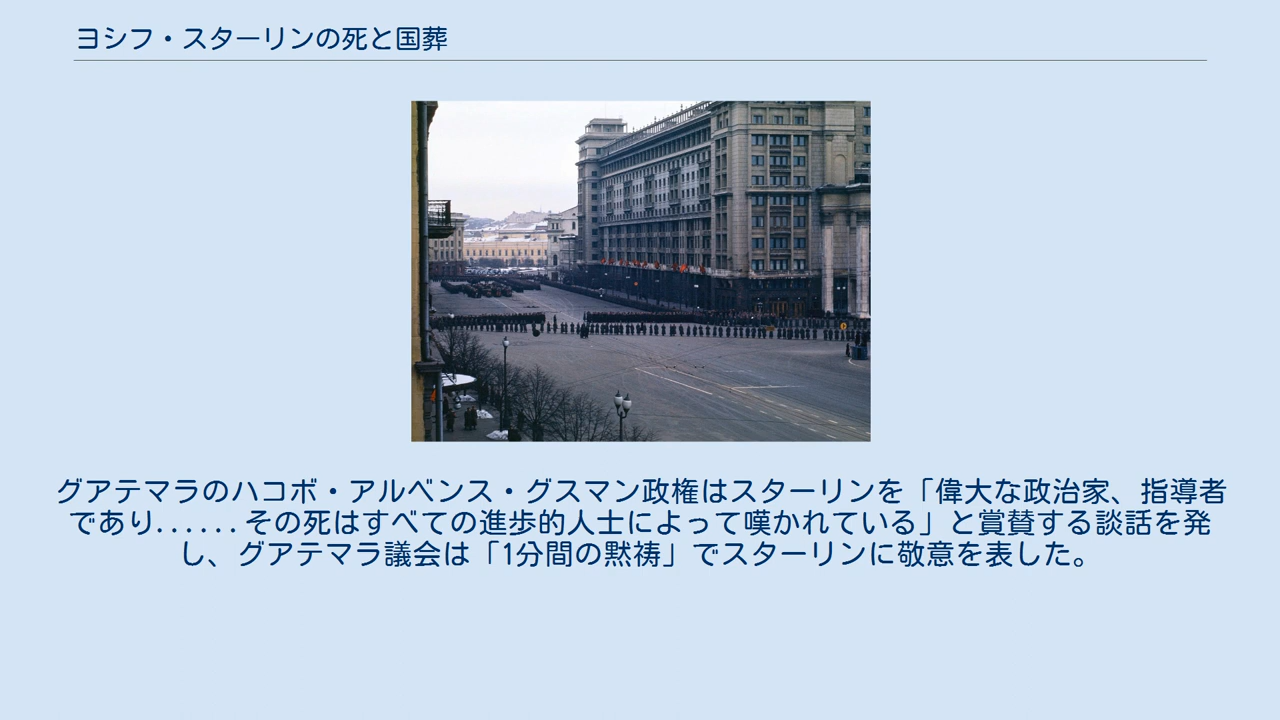 ヨシフ・スターリンの死と国葬
グアテマラのハコボ・アルベンス・グスマン政権はスターリンを「偉大な政治家、指導者
であり......その死はすべての進歩的人士によって嘆かれている」と賞賛する談話を発
し、グアテマラ議会は「1分間の黙祷」でスターリンに敬意を表した。